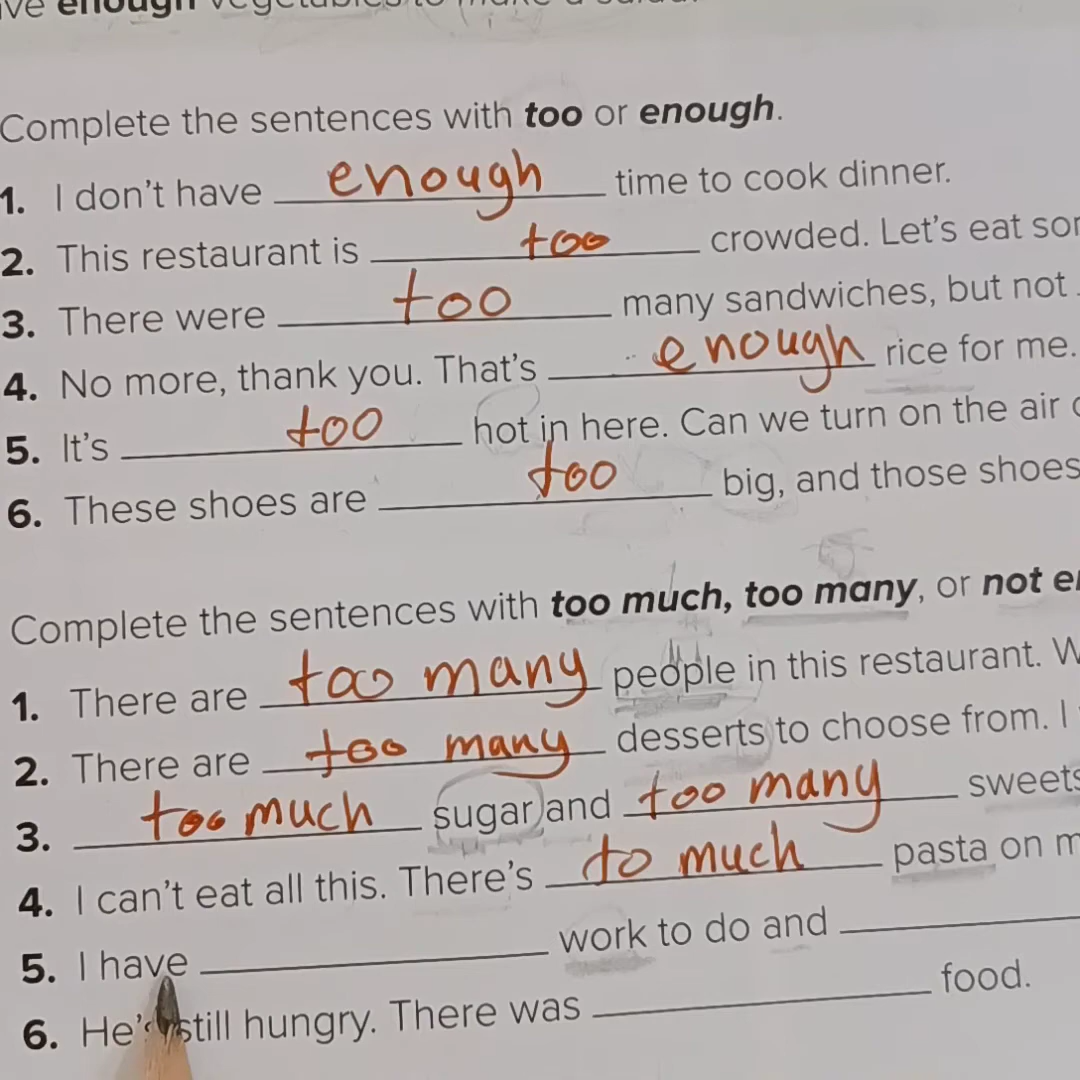 enough vegetables to make a salad.
Complete the sentences with too or enough.
1. I don't have enough time to cook dinner.
2. This restaurant is too crowded. Let's eat
3. There were too many sandwiches, but not
4. No more, thank you. That's enough rice for me.
5. It's too hot in here. Can we turn on the air
6. These shoes are too big, and those shoes
Complete the sentences with too much, too many, or not
1. There are too many people in this restaurant.
2. There are too many desserts to choose from. I
3. too much sugar and too many sweets
4. I can't eat all this. There's to much pasta on
5. I have work to do and
6. He's still hungry. There was food.